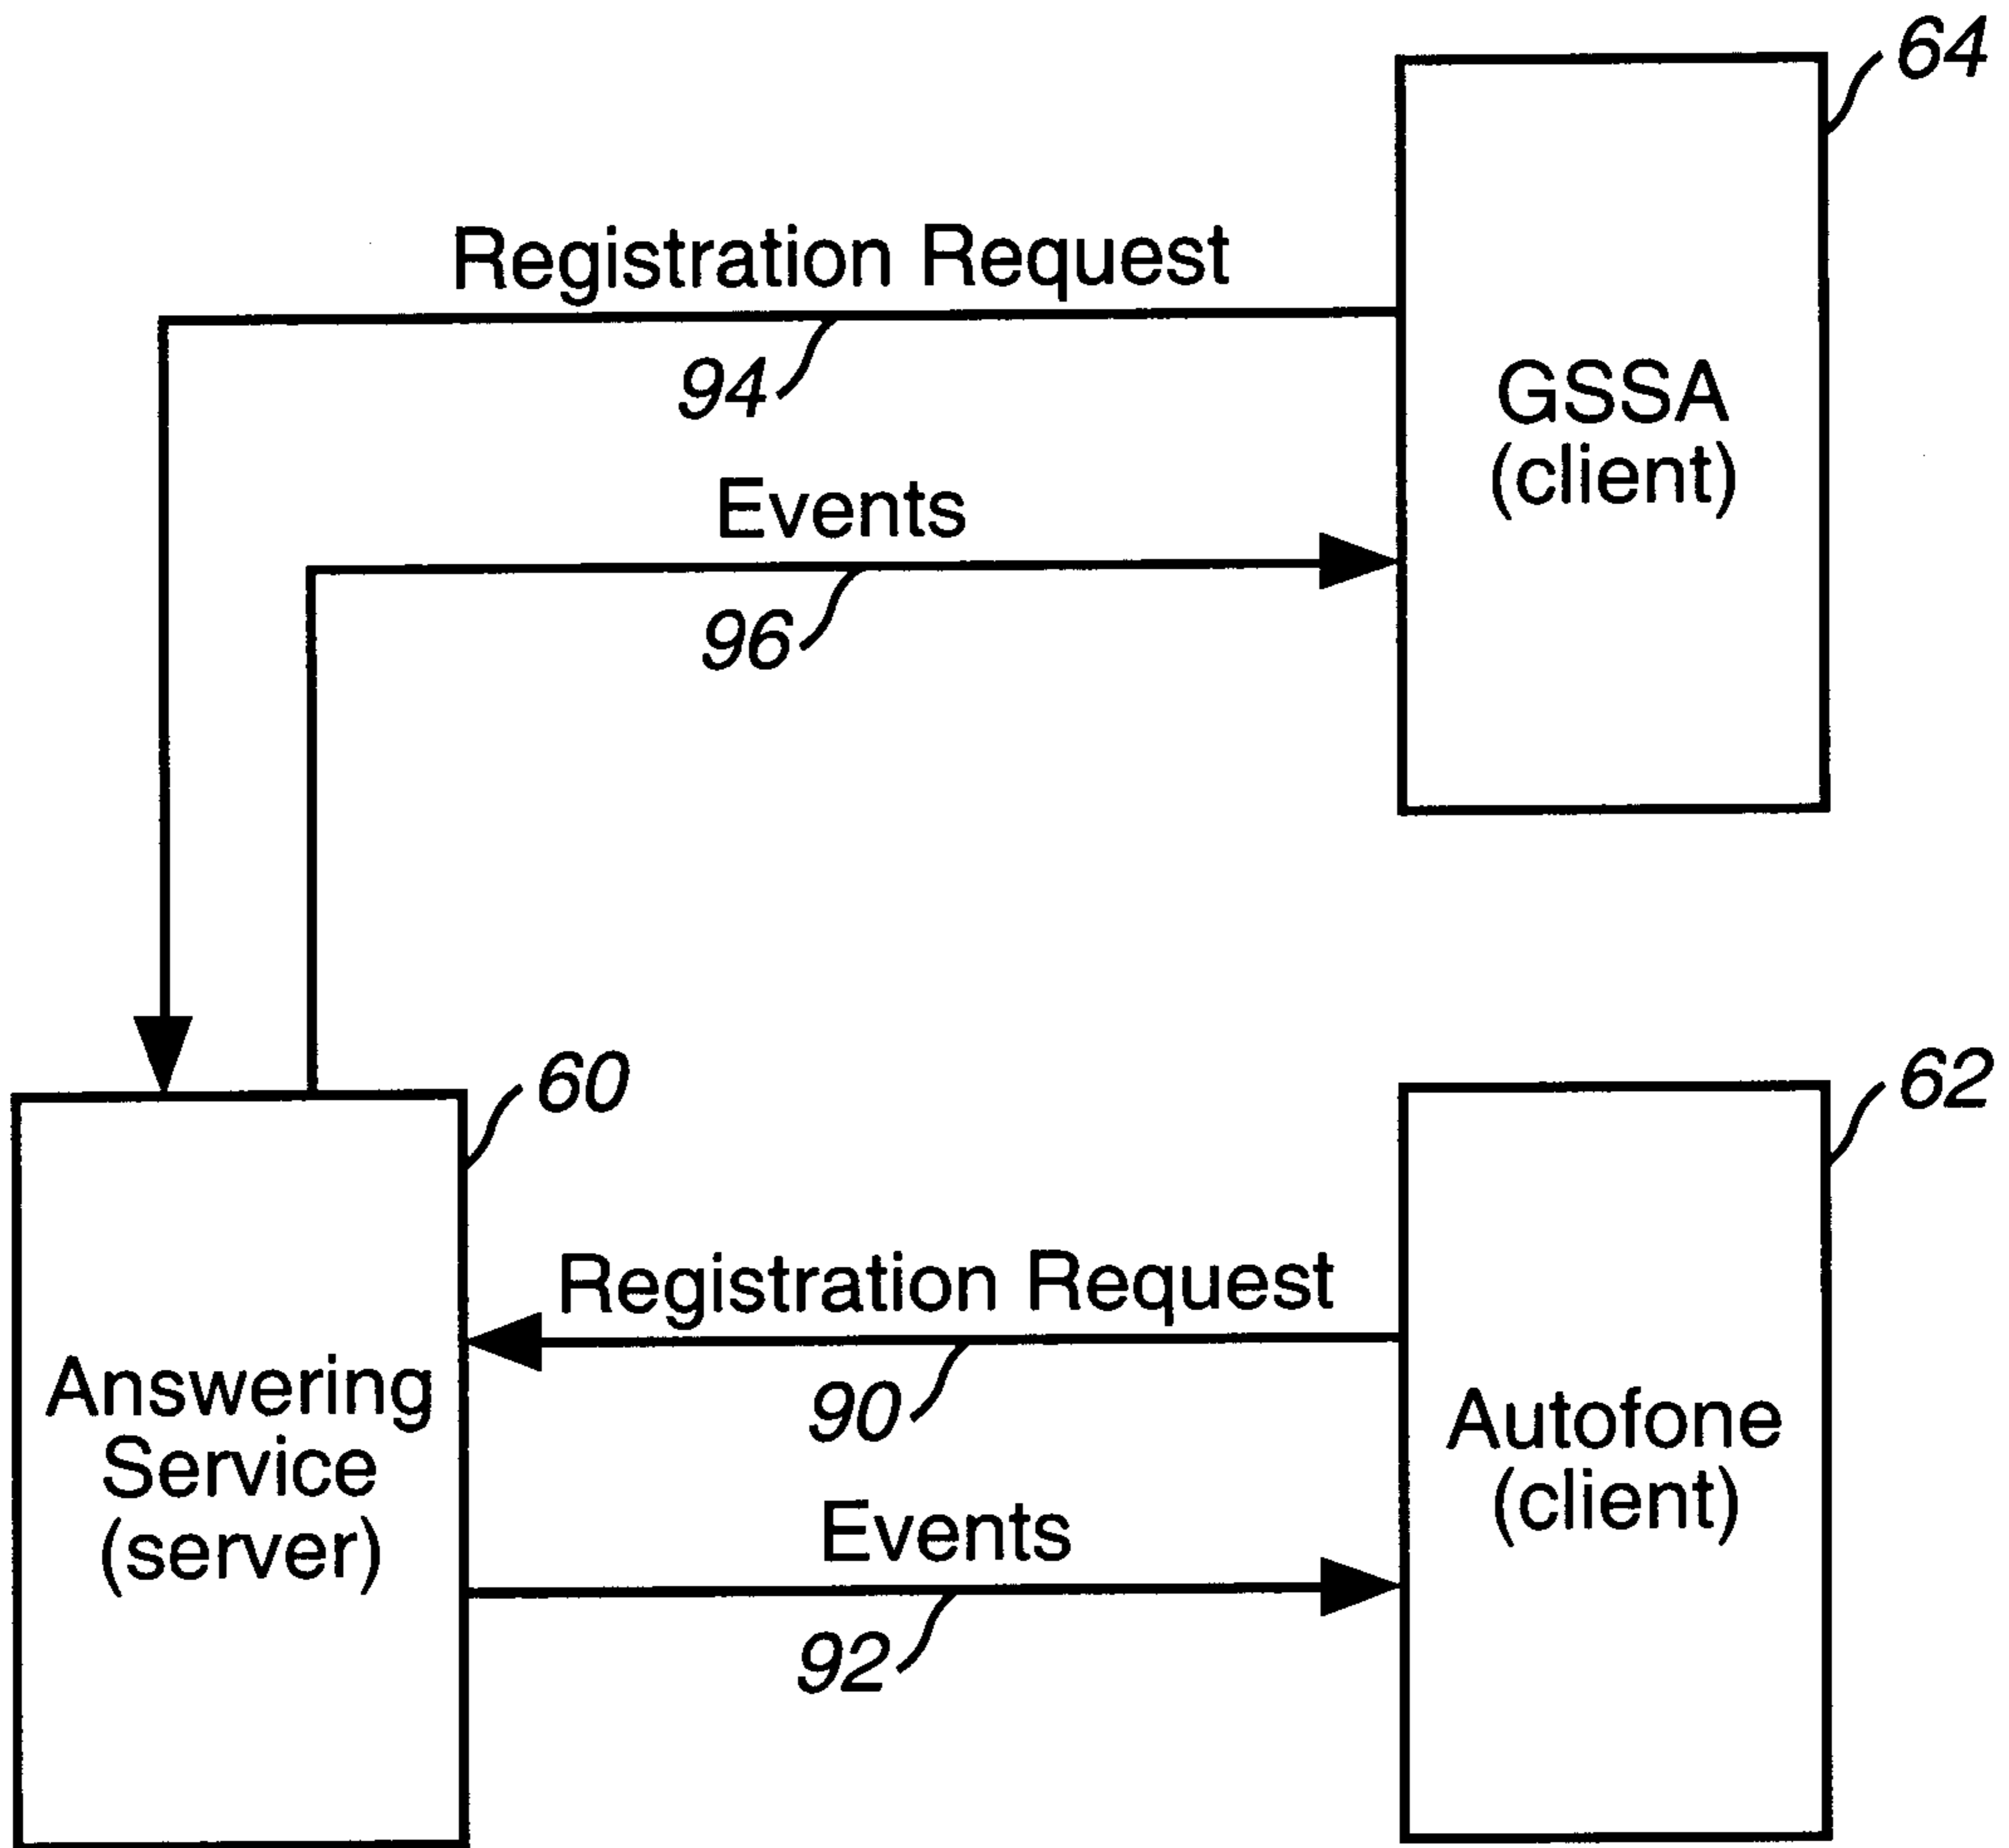 64
Registration Request
94
GSSA
(client)
Events
96
60
62
Registration Request
90
Answering
Service
(server)
Autofone
(client)
Events
92